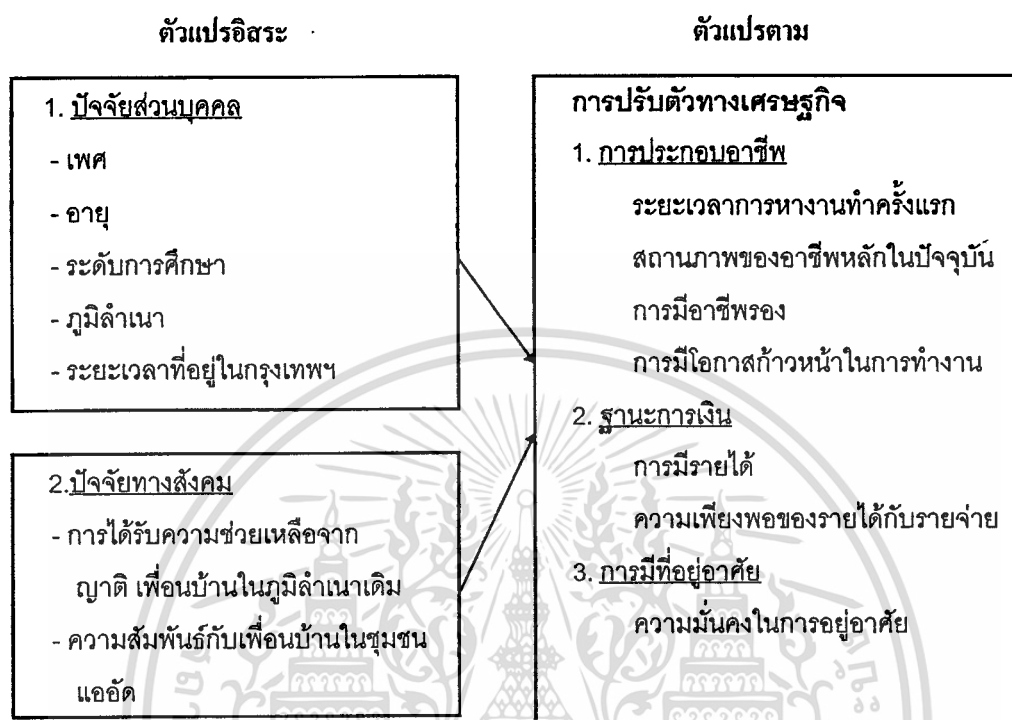 ตัวแปรอิสระ
ตัวแปรตาม
1. ปัจจัยส่วนบุคคล
- เพศ
- อายุ
- ระดับการศึกษา
- ภูมิลำเนา
- ระยะเวลาที่อยู่ในกรุงเทพฯ
2.ปัจจัยทางสังคม
- การได้รับความช่วยเหลือจาก
ญาติ เพื่อนบ้านในภูมิลำเนาเดิม
- ความสัมพันธ์กับเพื่อนบ้านในชุมชน
แออัด
การปรับตัวทางเศรษฐกิจ
1. การประกอบอาชีพ
ระยะเวลาการหางานทำครั้งแรก
สถานภาพของอาชีพหลักในปัจจุบัน
การมีอาชีพรอง
การมีโอกาสก้าวหน้าในการทำงาน
2. ฐานะการเงิน
การมีรายได้
ความเพียงพอของรายได้กับรายจ่าย
3. การมีที่อยู่อาศัย
ความมั่นคงในการอยู่อาศัย